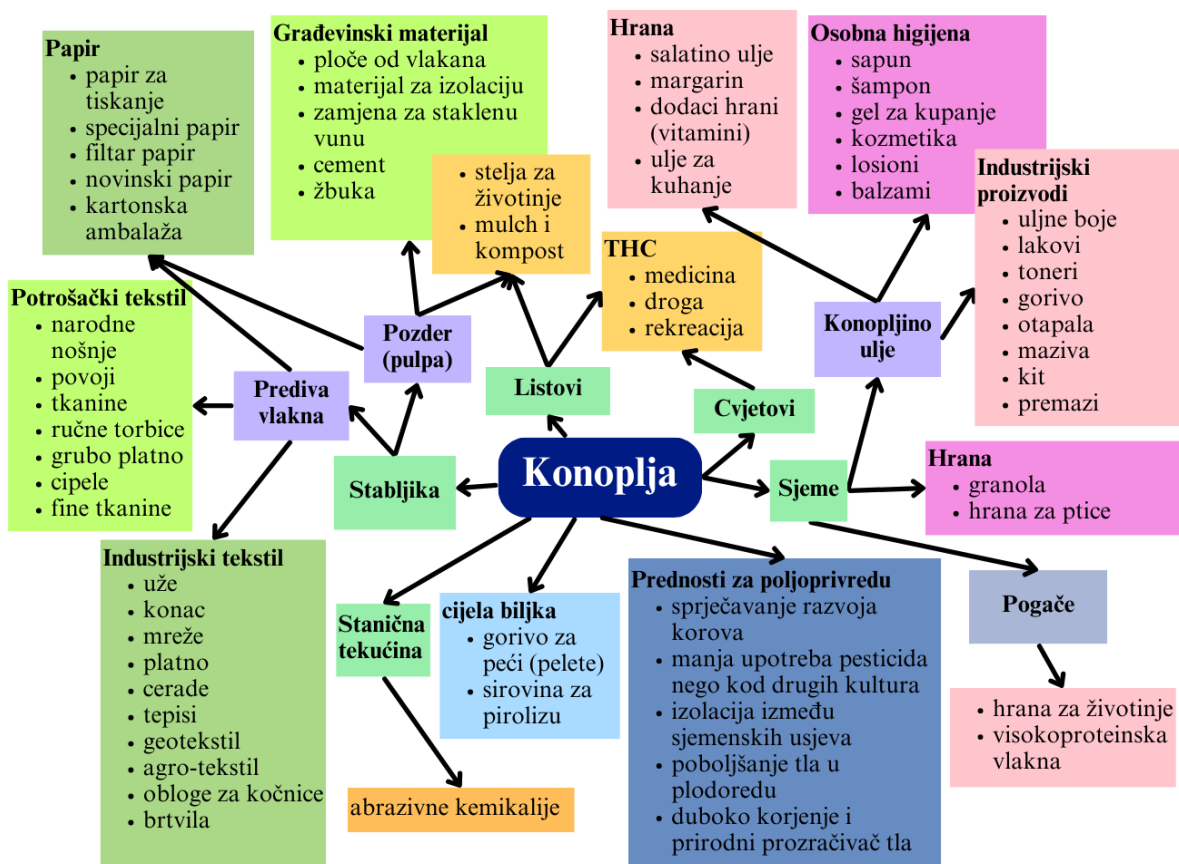 Papir
papir za
tiskanje
specijalni papir
filtar papir
novinski papir
kartonska
ambalaža
Građevinski materijal
ploče od vlakana
materijal za izolaciju
zamjena za staklenu
vunu
cement
žbuka
stelja za
životinje
mulch i
kompost
Hrana
salatino ulje
margarin
dodaci hrani
(vitamini)
ulje za
kuhanje
Osobna higijena
sapun
šampon
gel za kupanje
kozmetika
losioni
balzami
Industrijski
proizvodi
uljne boje
lakovi
toneri
gorivo
otapala
maziva
kit
premazi
THC
medicina
droga
rekreacija
Potrošački tekstil
narodne
nošnje
povoji
tkanine
ručne torbice
grubo platno
cipele
fine tkanine
Pozder
(pulpa)
Prediva
vlakna
Listovi
Cvjetovi
Konopljino
ulje
Konoplja
Stabljika
Sjeme
Hrana
granola
hrana za ptice
Industrijski tekstil
uže
konac
mreže
platno
cerade
tepisi
geotekstil
agro-tekstil
obloge za kočnice
brtvila
Stanična
tekućina
cijela biljka
gorivo za
peći (pelete)
sirovina za
pirolizu
Prednosti za poljoprivredu
sprječavanje razvoja
korova
manja upotreba pesticida
nego kod drugih kultura
izolacija između
sjemenskih usjeva
poboljšanje tla u
plodoredu
duboko korjenje i
prirodni prozračivač tla
Pogače
hrana za životinje
visokoproteinska
vlakna
abrazivne kemikalije